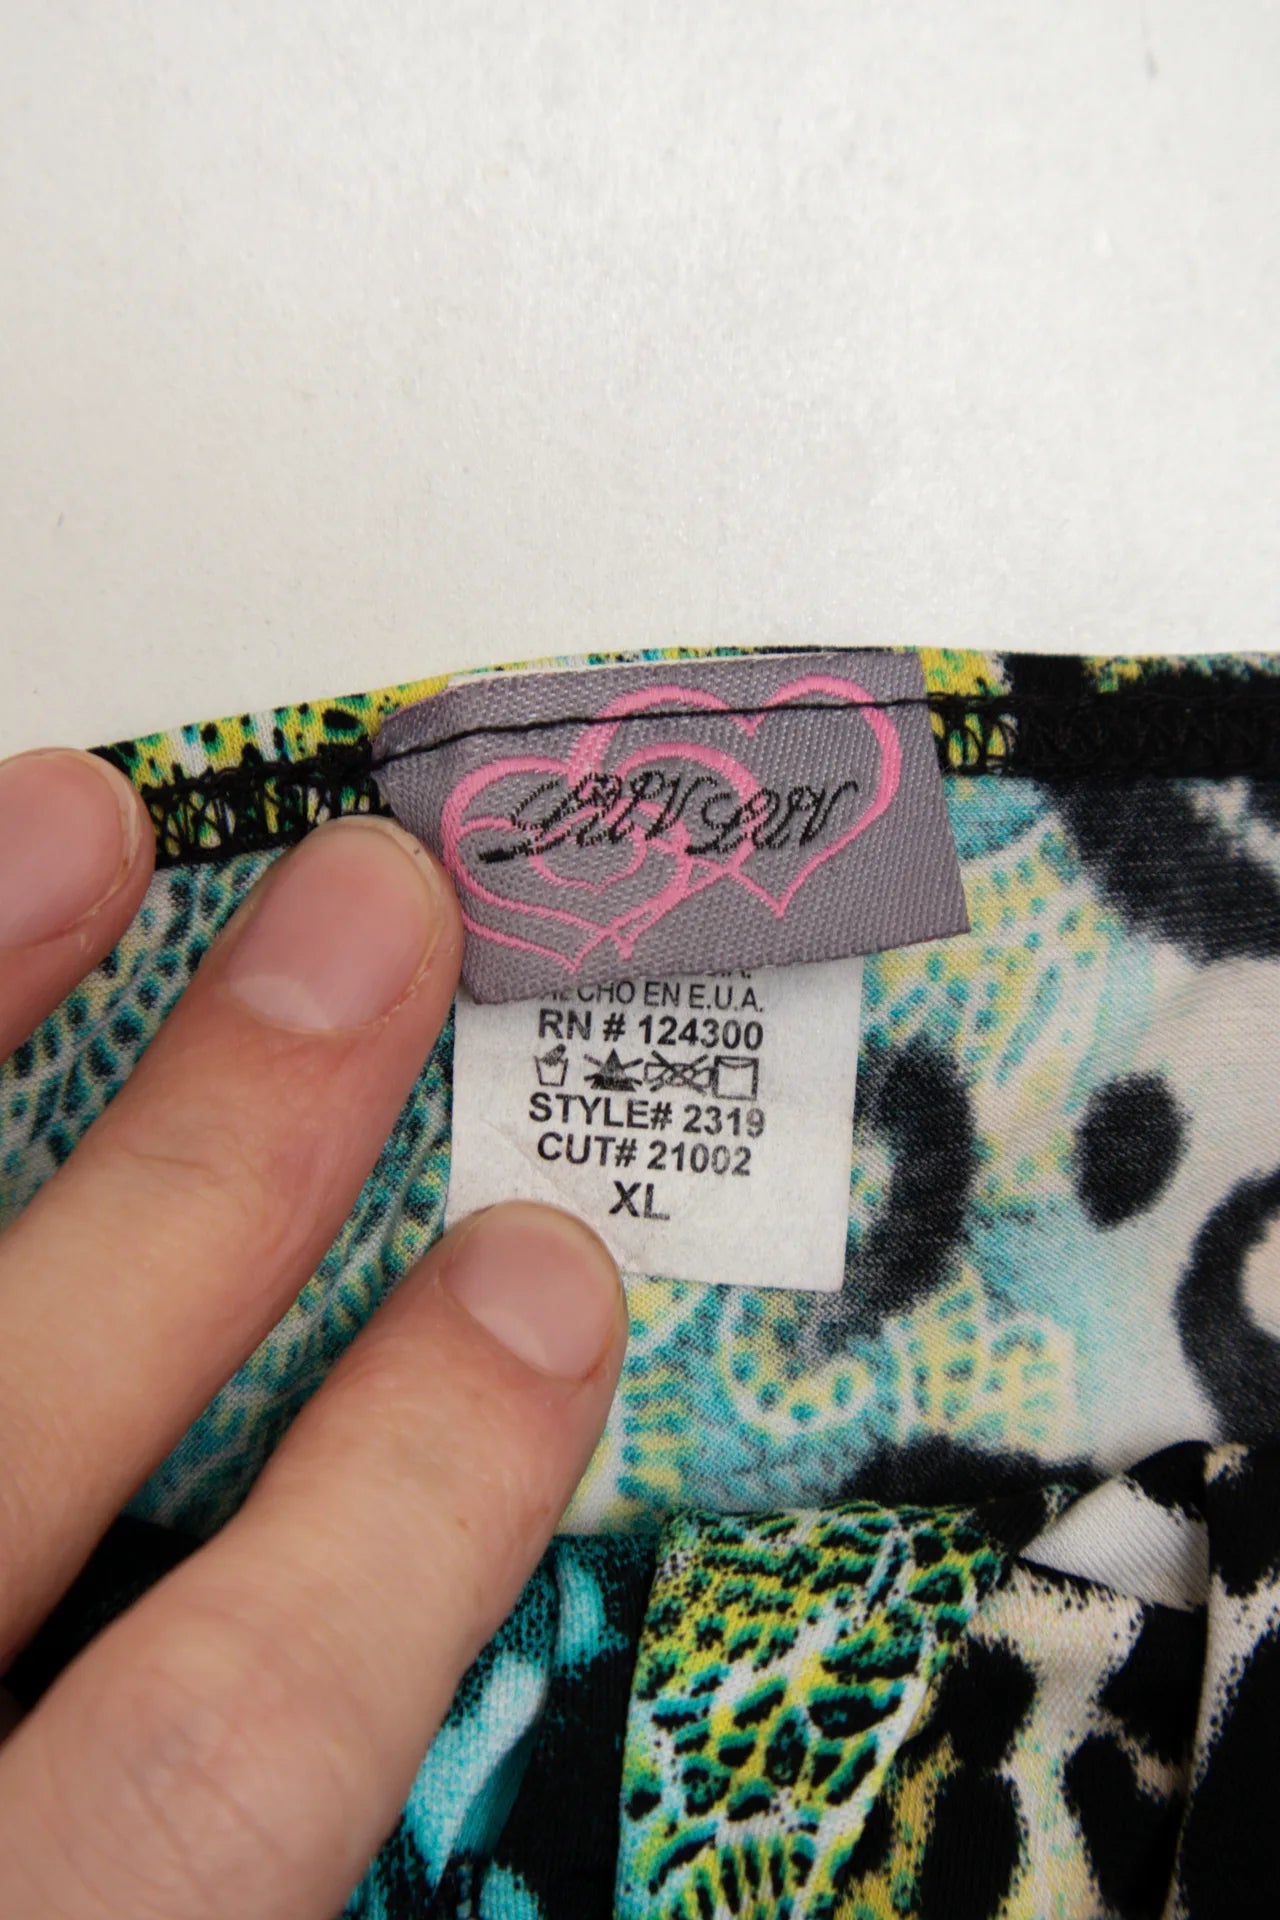 HECHO EN E.U.A.
RN # 124300
STYLE# 2319
CUT# 21002
XL